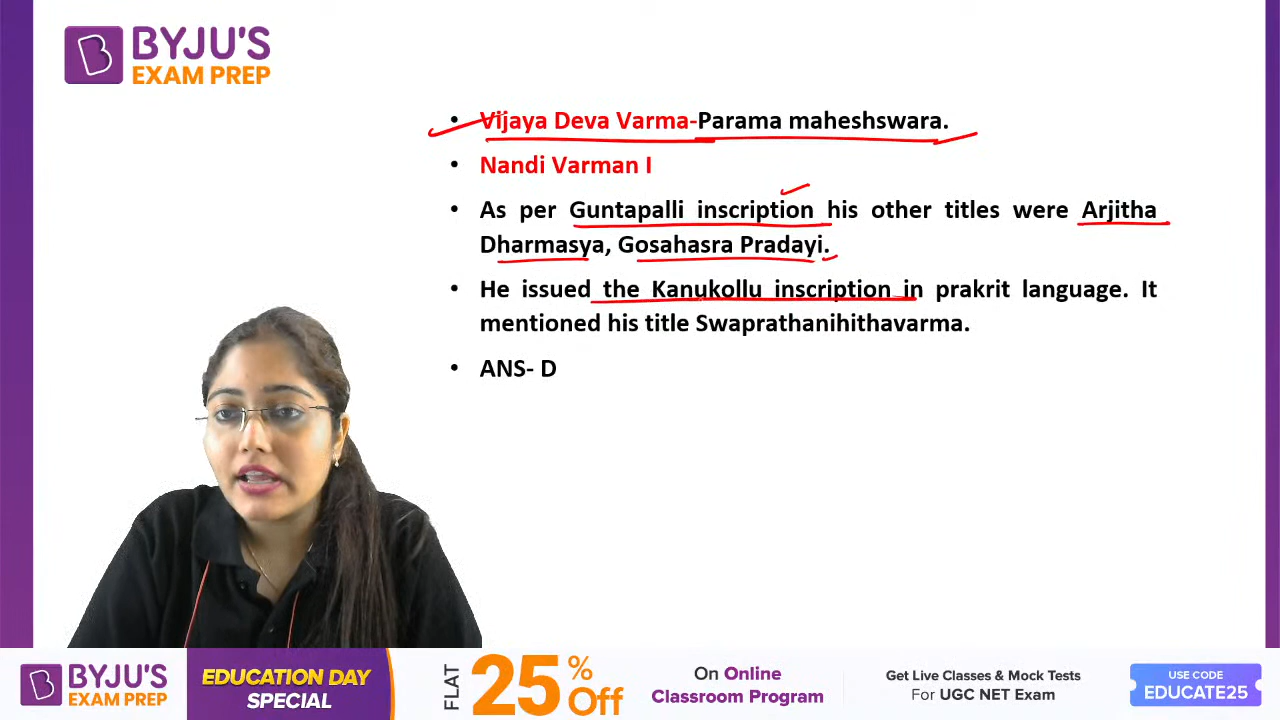 BYJU'S
EXAM PREP
• Vijaya Deva Varma-Parama maheshswara.
• Nandi Varman I
• As per Guntapalli inscription his other titles were Arjitha
Dharmasya, Gosahasra Pradayi.
• He issued the Kanukollu inscription in prakrit language. It
mentioned his title Swaprathanihithavarma.
• ANS- D
BYJU'S
EXAM PREP
EDUCATION DAY
SPECIAL
FLAT
25% Off
On Online
Classroom Program
Get Live Classes & Mock Tests
For UGC NET Exam
USE CODE
EDUCATE25